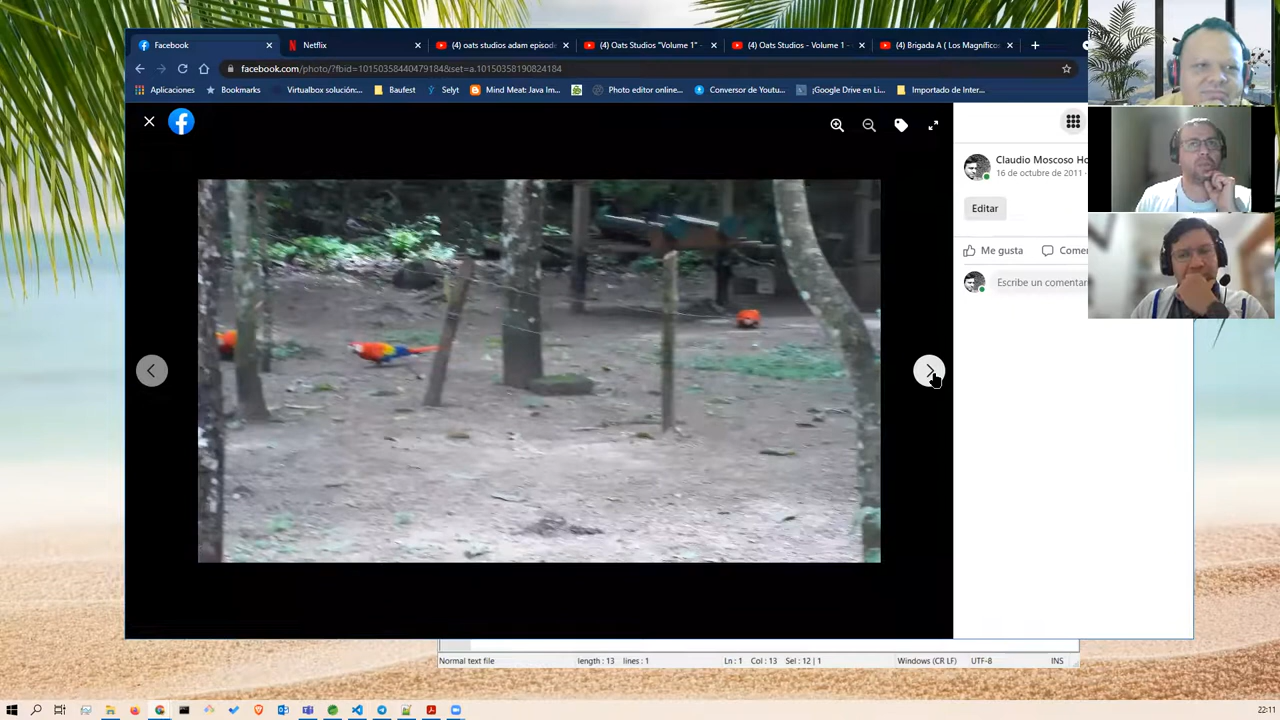 Facebook
Netflix
(4) oats studios adam episode
(4) Oats Studios "Volume 1" -
(4) Oats Studios - Volume 1 -
(4) Brigada A ( Los Magníficos
facebook.com/photo/?fbid=10150358440479184&set=a.10150358190824184
Aplicaciones
Bookmarks
Virtualbox solución:...
Baufest
Selyt
Mind Meat: Java Im...
Photo editor online...
Conversor de Youtu...
¡Google Drive en Li...
Importado de Inter...
Claudio Moscoso Ho
16 de octubre de 2011 ·
Editar
Me gusta
Comer
Escribe un comentar
Normal text file
length : 13
lines : 1
Ln : 1
Col : 13
Sel : 12 | 1
Windows (CR LF)
UTF-8
INS
22:11